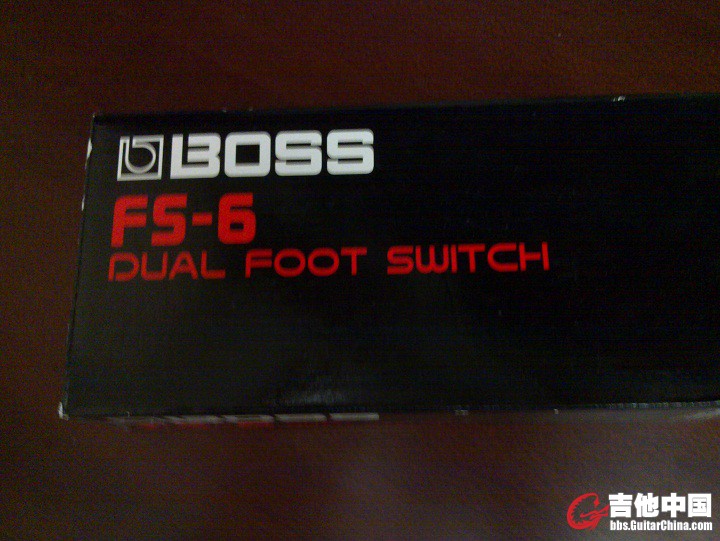 BOSS
FS-6
DUAL FOOT SWITCH
吉他中国
bbs.GuitarChina.com